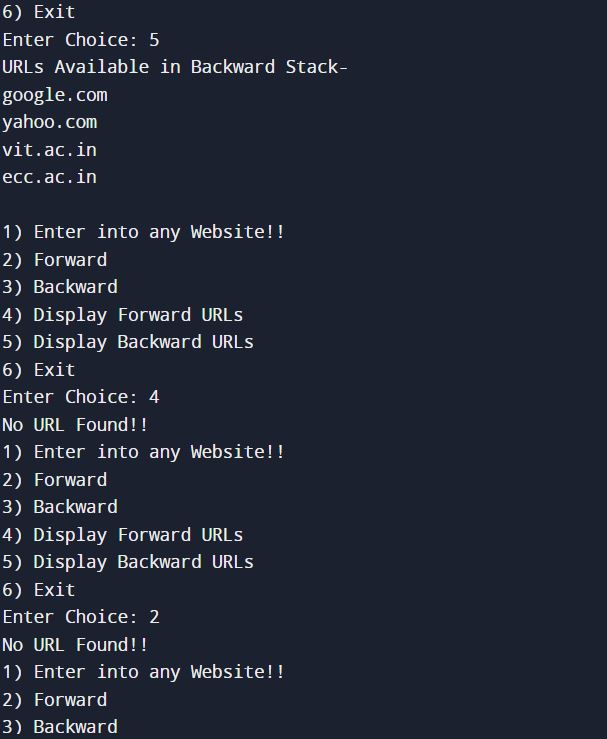 6) Exit
Enter Choice: 5
URLs Available in Backward Stack-
google.com
yahoo.com
vit.ac.in
ecc.ac.in
1) Enter into any Website!!
2) Forward
3) Backward
4) Display Forward URLs
5) Display Backward URLs
6) Exit
Enter Choice: 4
No URL Found!!
1) Enter into any Website!!
2) Forward
3) Backward
4) Display Forward URLs
5) Display Backward URLs
6) Exit
Enter Choice: 2
No URL Found!!
1) Enter into any Website!!
2) Forward
3) Backward